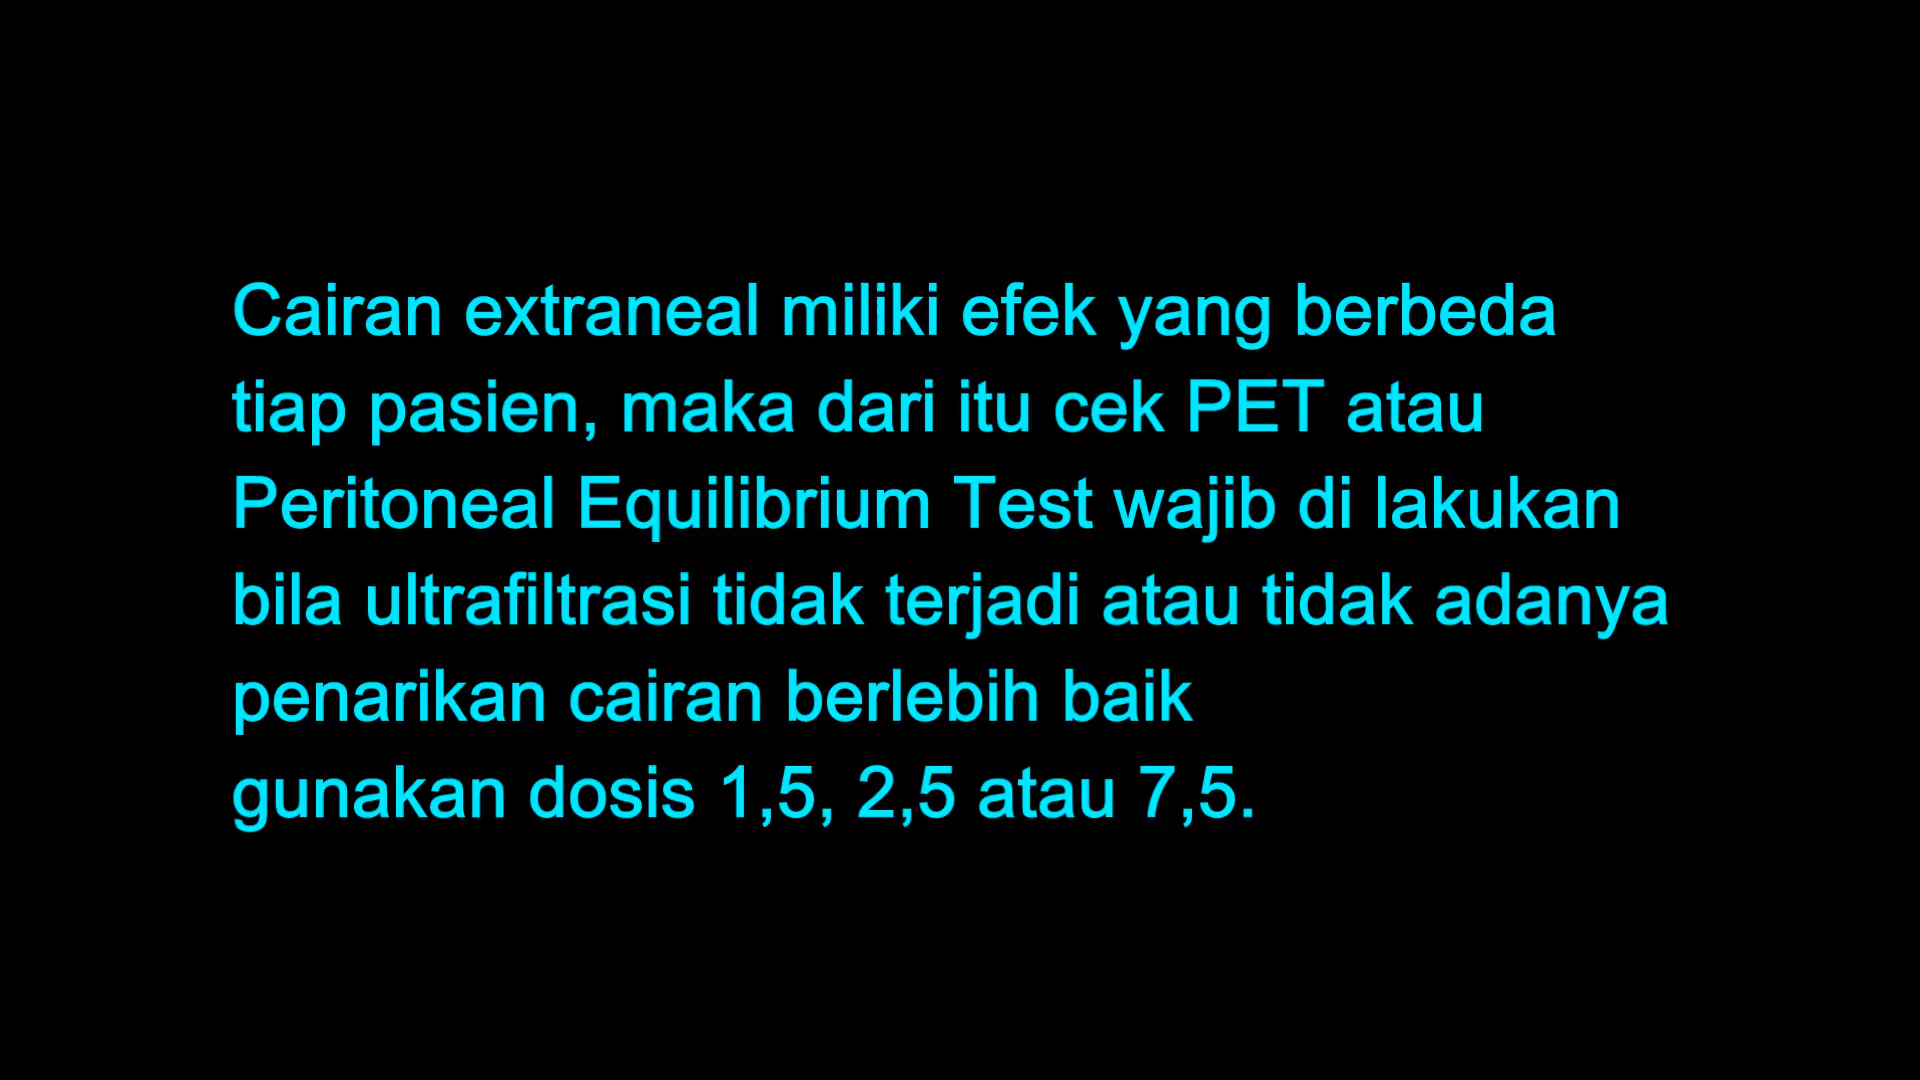 Cairan extraneal miliki efek yang berbeda
tiap pasien, maka dari itu cek PET atau
Peritoneal Equilibrium Test wajib di lakukan
bila ultrafiltrasi tidak terjadi atau tidak adanya
penarikan cairan berlebih baik
gunakan dosis 1,5, 2,5 atau 7,5.